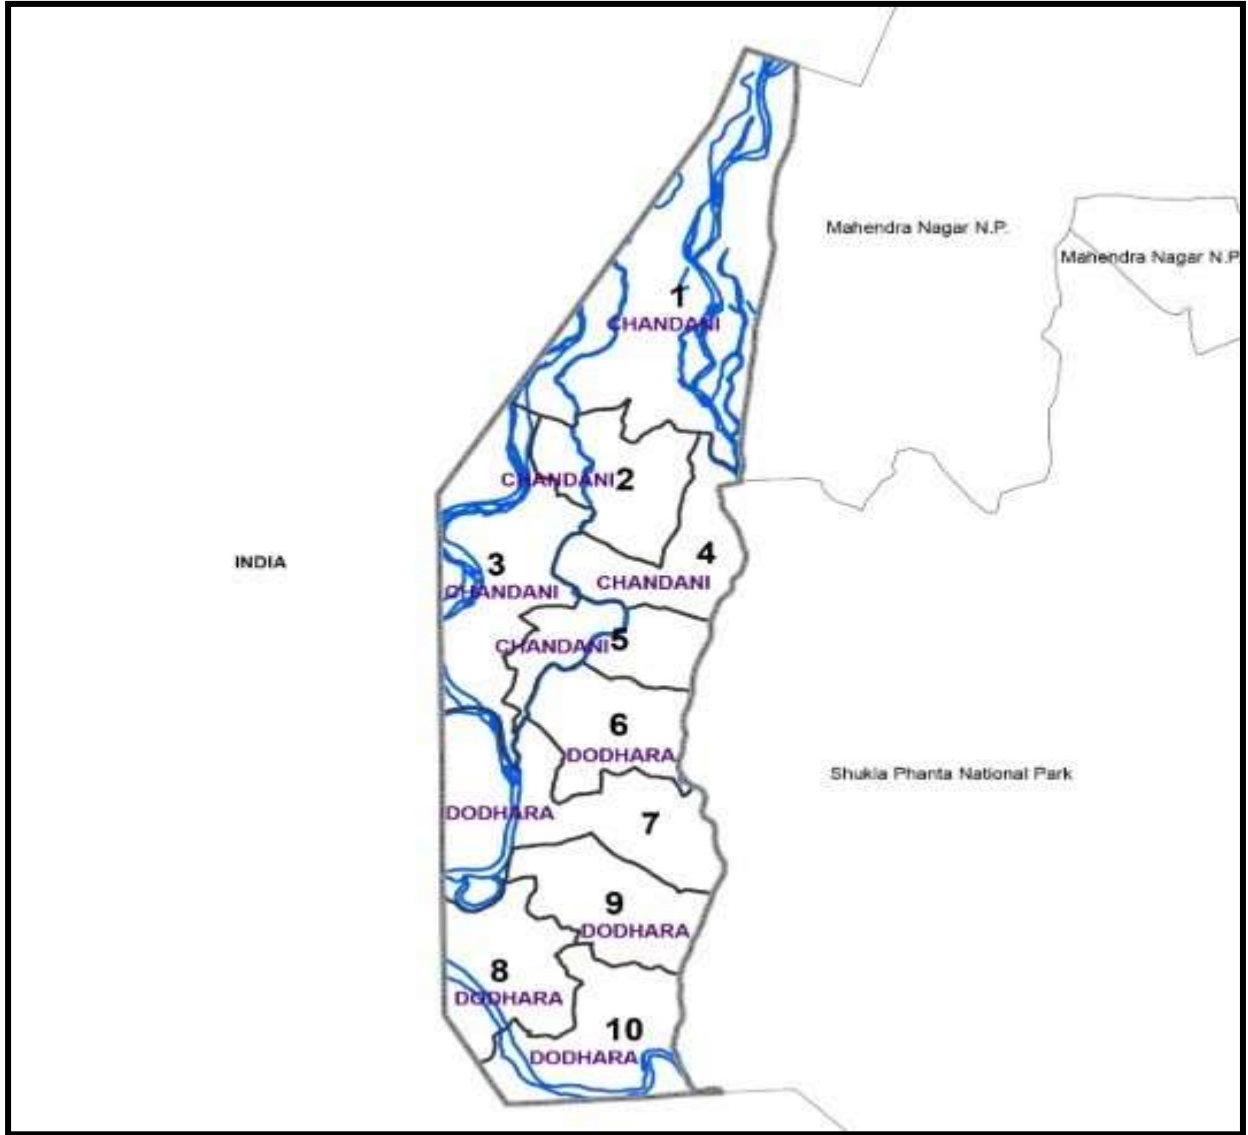 Mahendra Nagar N.P.
Mahendra Nagar N.P
1
CHANDANI
CHANDANI 2
INDIA
3
CHANDANI
4
CHANDANI
CHANDANI 5
6
DODHARA
Shukla Phanta National Park
DODHARA
7
9
DODHARA
8
DODHARA
10
DODHARA